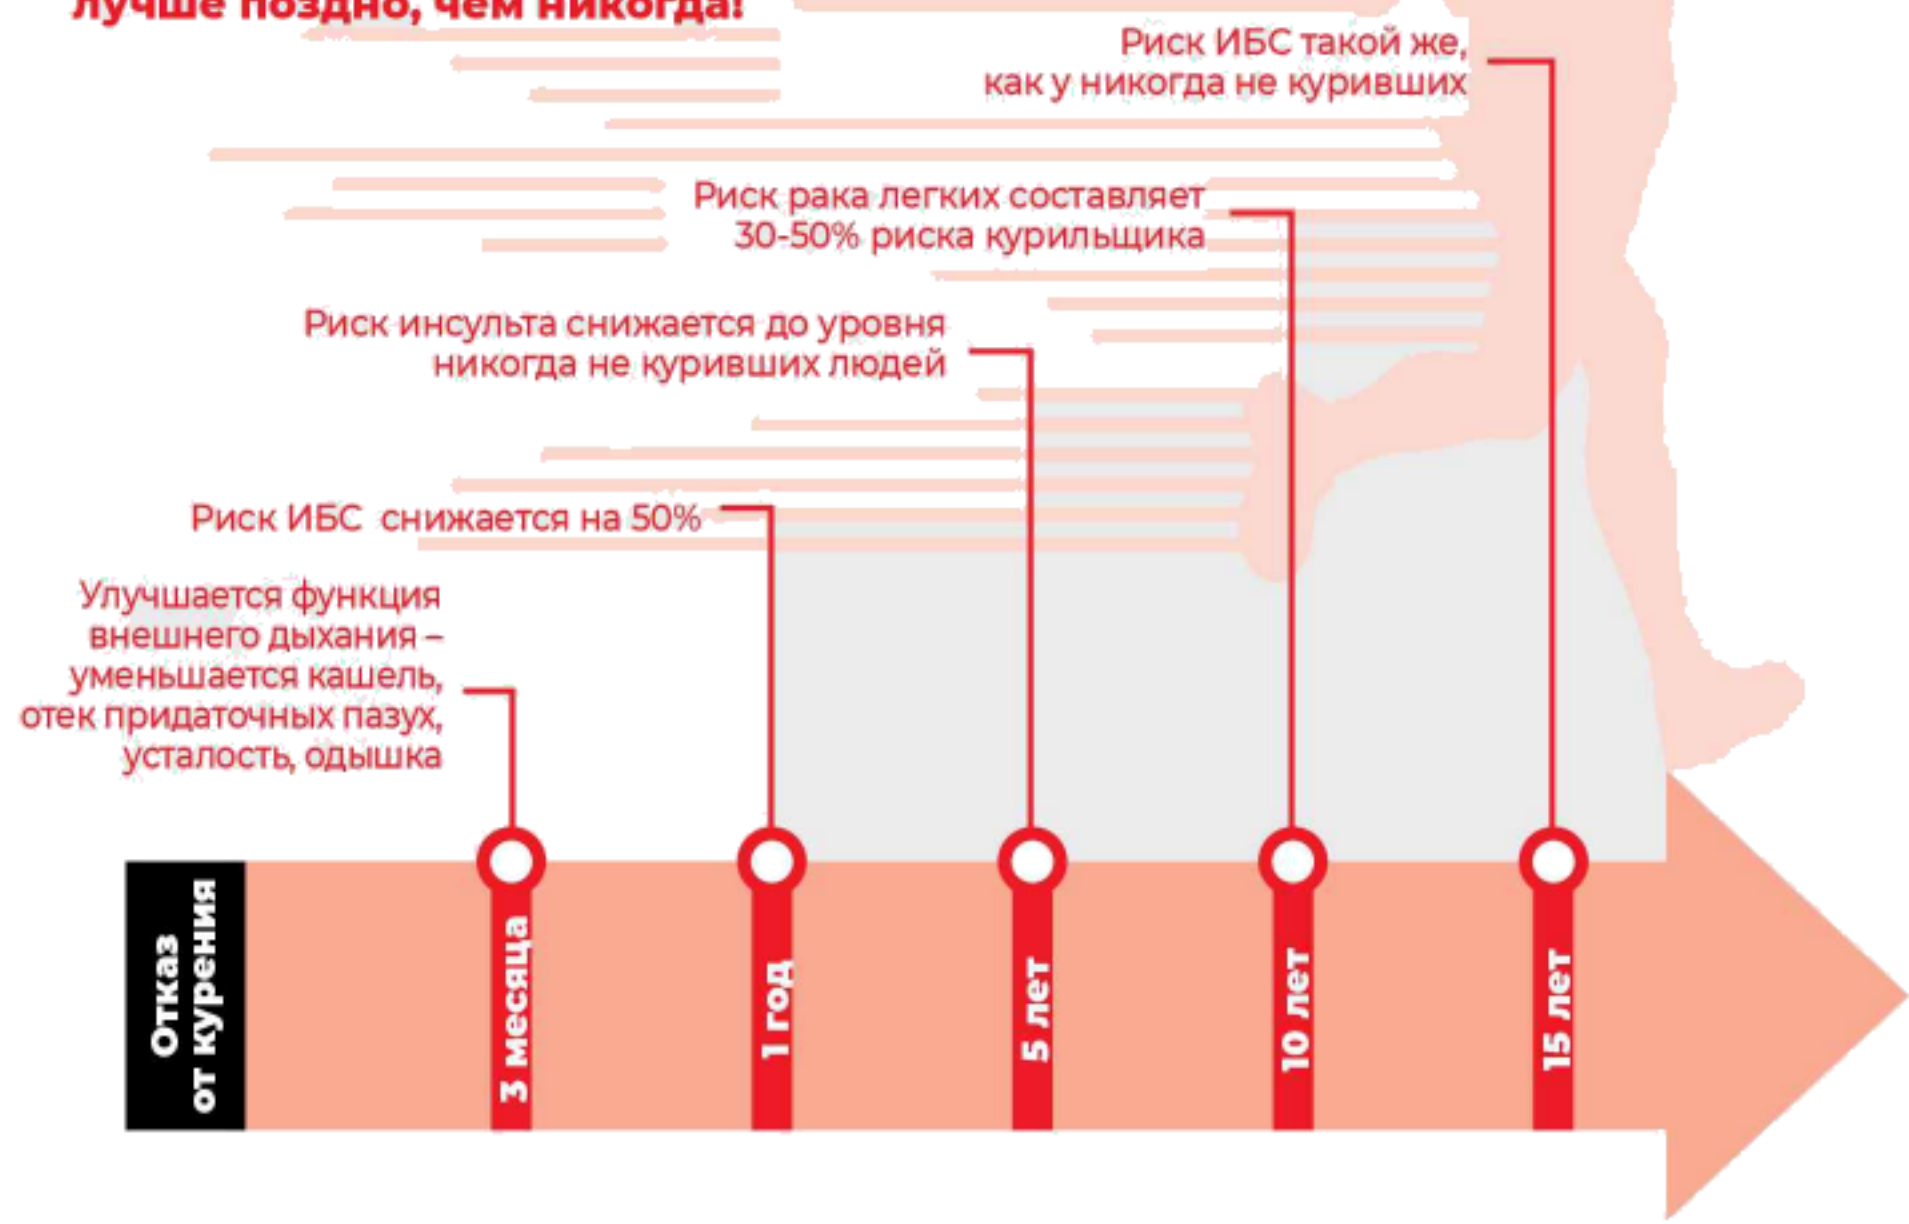 лучше поздно, чем никогда!
Риск ИБС такой же,
как у никогда не куривших
Риск рака легких составляет
30-50% риска курильщика
Риск инсульта снижается до уровня
никогда не куривших людей
Риск ИБС снижается на 50%
Улучшается функция
внешнего дыхания –
уменьшается кашель,
отек придаточных пазух,
усталость, одышка
Отказ
от курения
3 месяца
1 год
5 лет
10 лет
15 лет